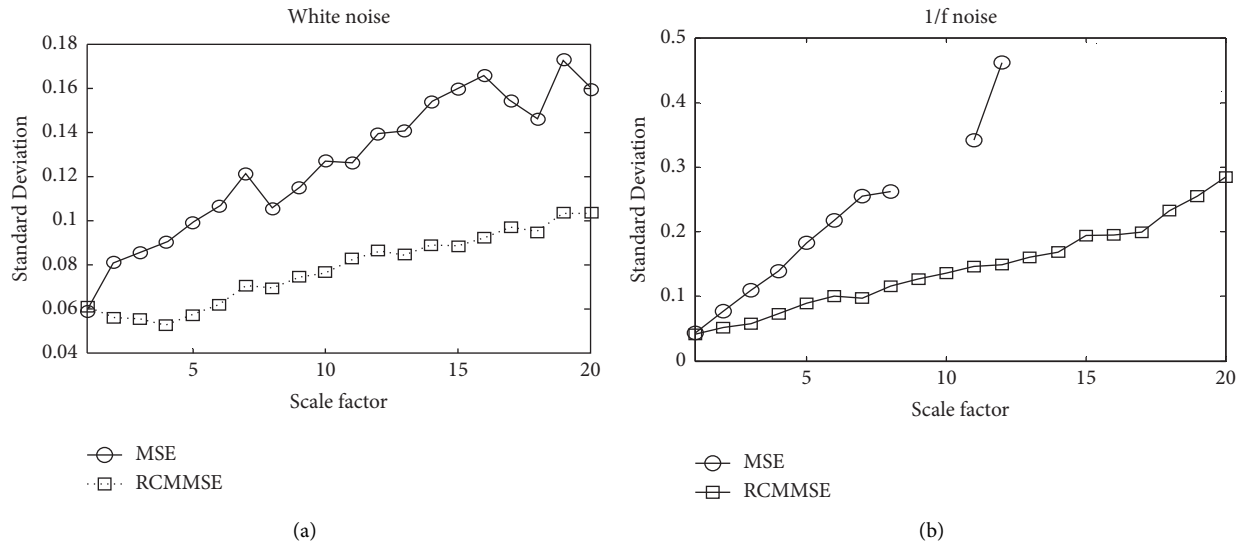 White noise
0.18
0.16
0.14
0.12
0.1
0.08
0.06
0.04
Standard Deviation
5
10
15
20
Scale factor
MSE
RCMMSE
(a)
1/f noise
0.5
0.4
0.3
0.2
0.1
0
Standard Deviation
5
10
15
20
Scale factor
MSE
RCMMSE
(b)